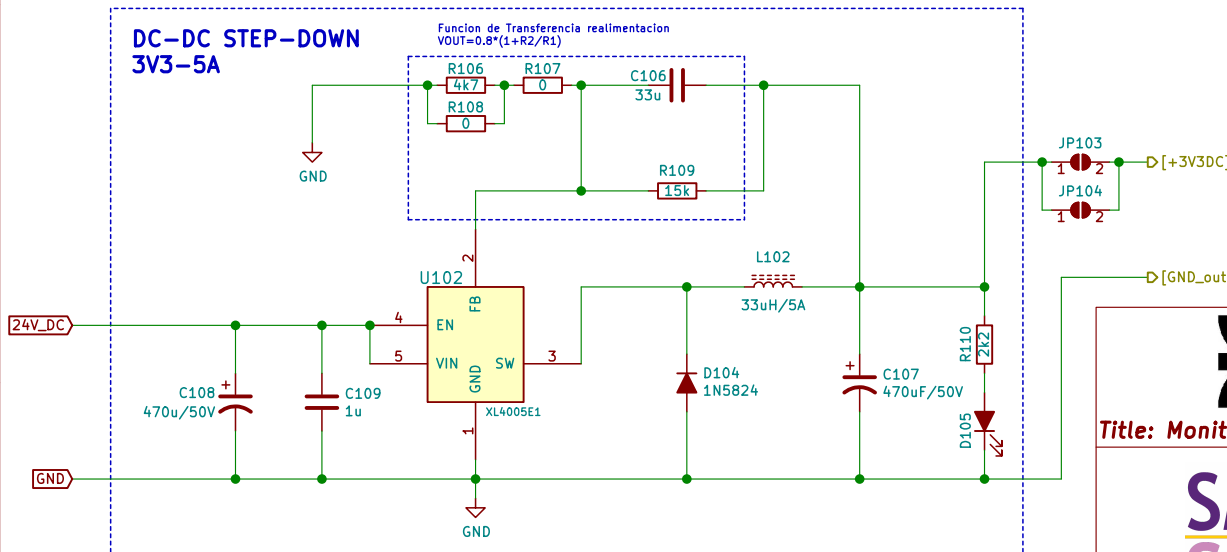 DC-DC STEP-DOWN
3V3-5A
Funcion de Transferencia realimentacion
VOUT=0.8*(1+R2/R1)
R106
4k7
R107
0
R108
0
C106
33u
R109
15k
GND
JP103
1 2
JP104
1 2
[+3V3DC]
[GND_out
U102
2
FB
4
EN
5
VIN
SW
3
GND
1
XL4005E1
L102
33uH/5A
24V_DC
C108
+
470u/50V
C109
1u
D104
1N5824
C107
+
470uF/50V
R110
2k2
D105
GND
GND
Title: Monit
S